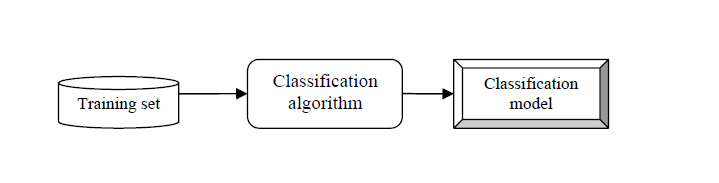 Training set
Classification
algorithm
Classification
model